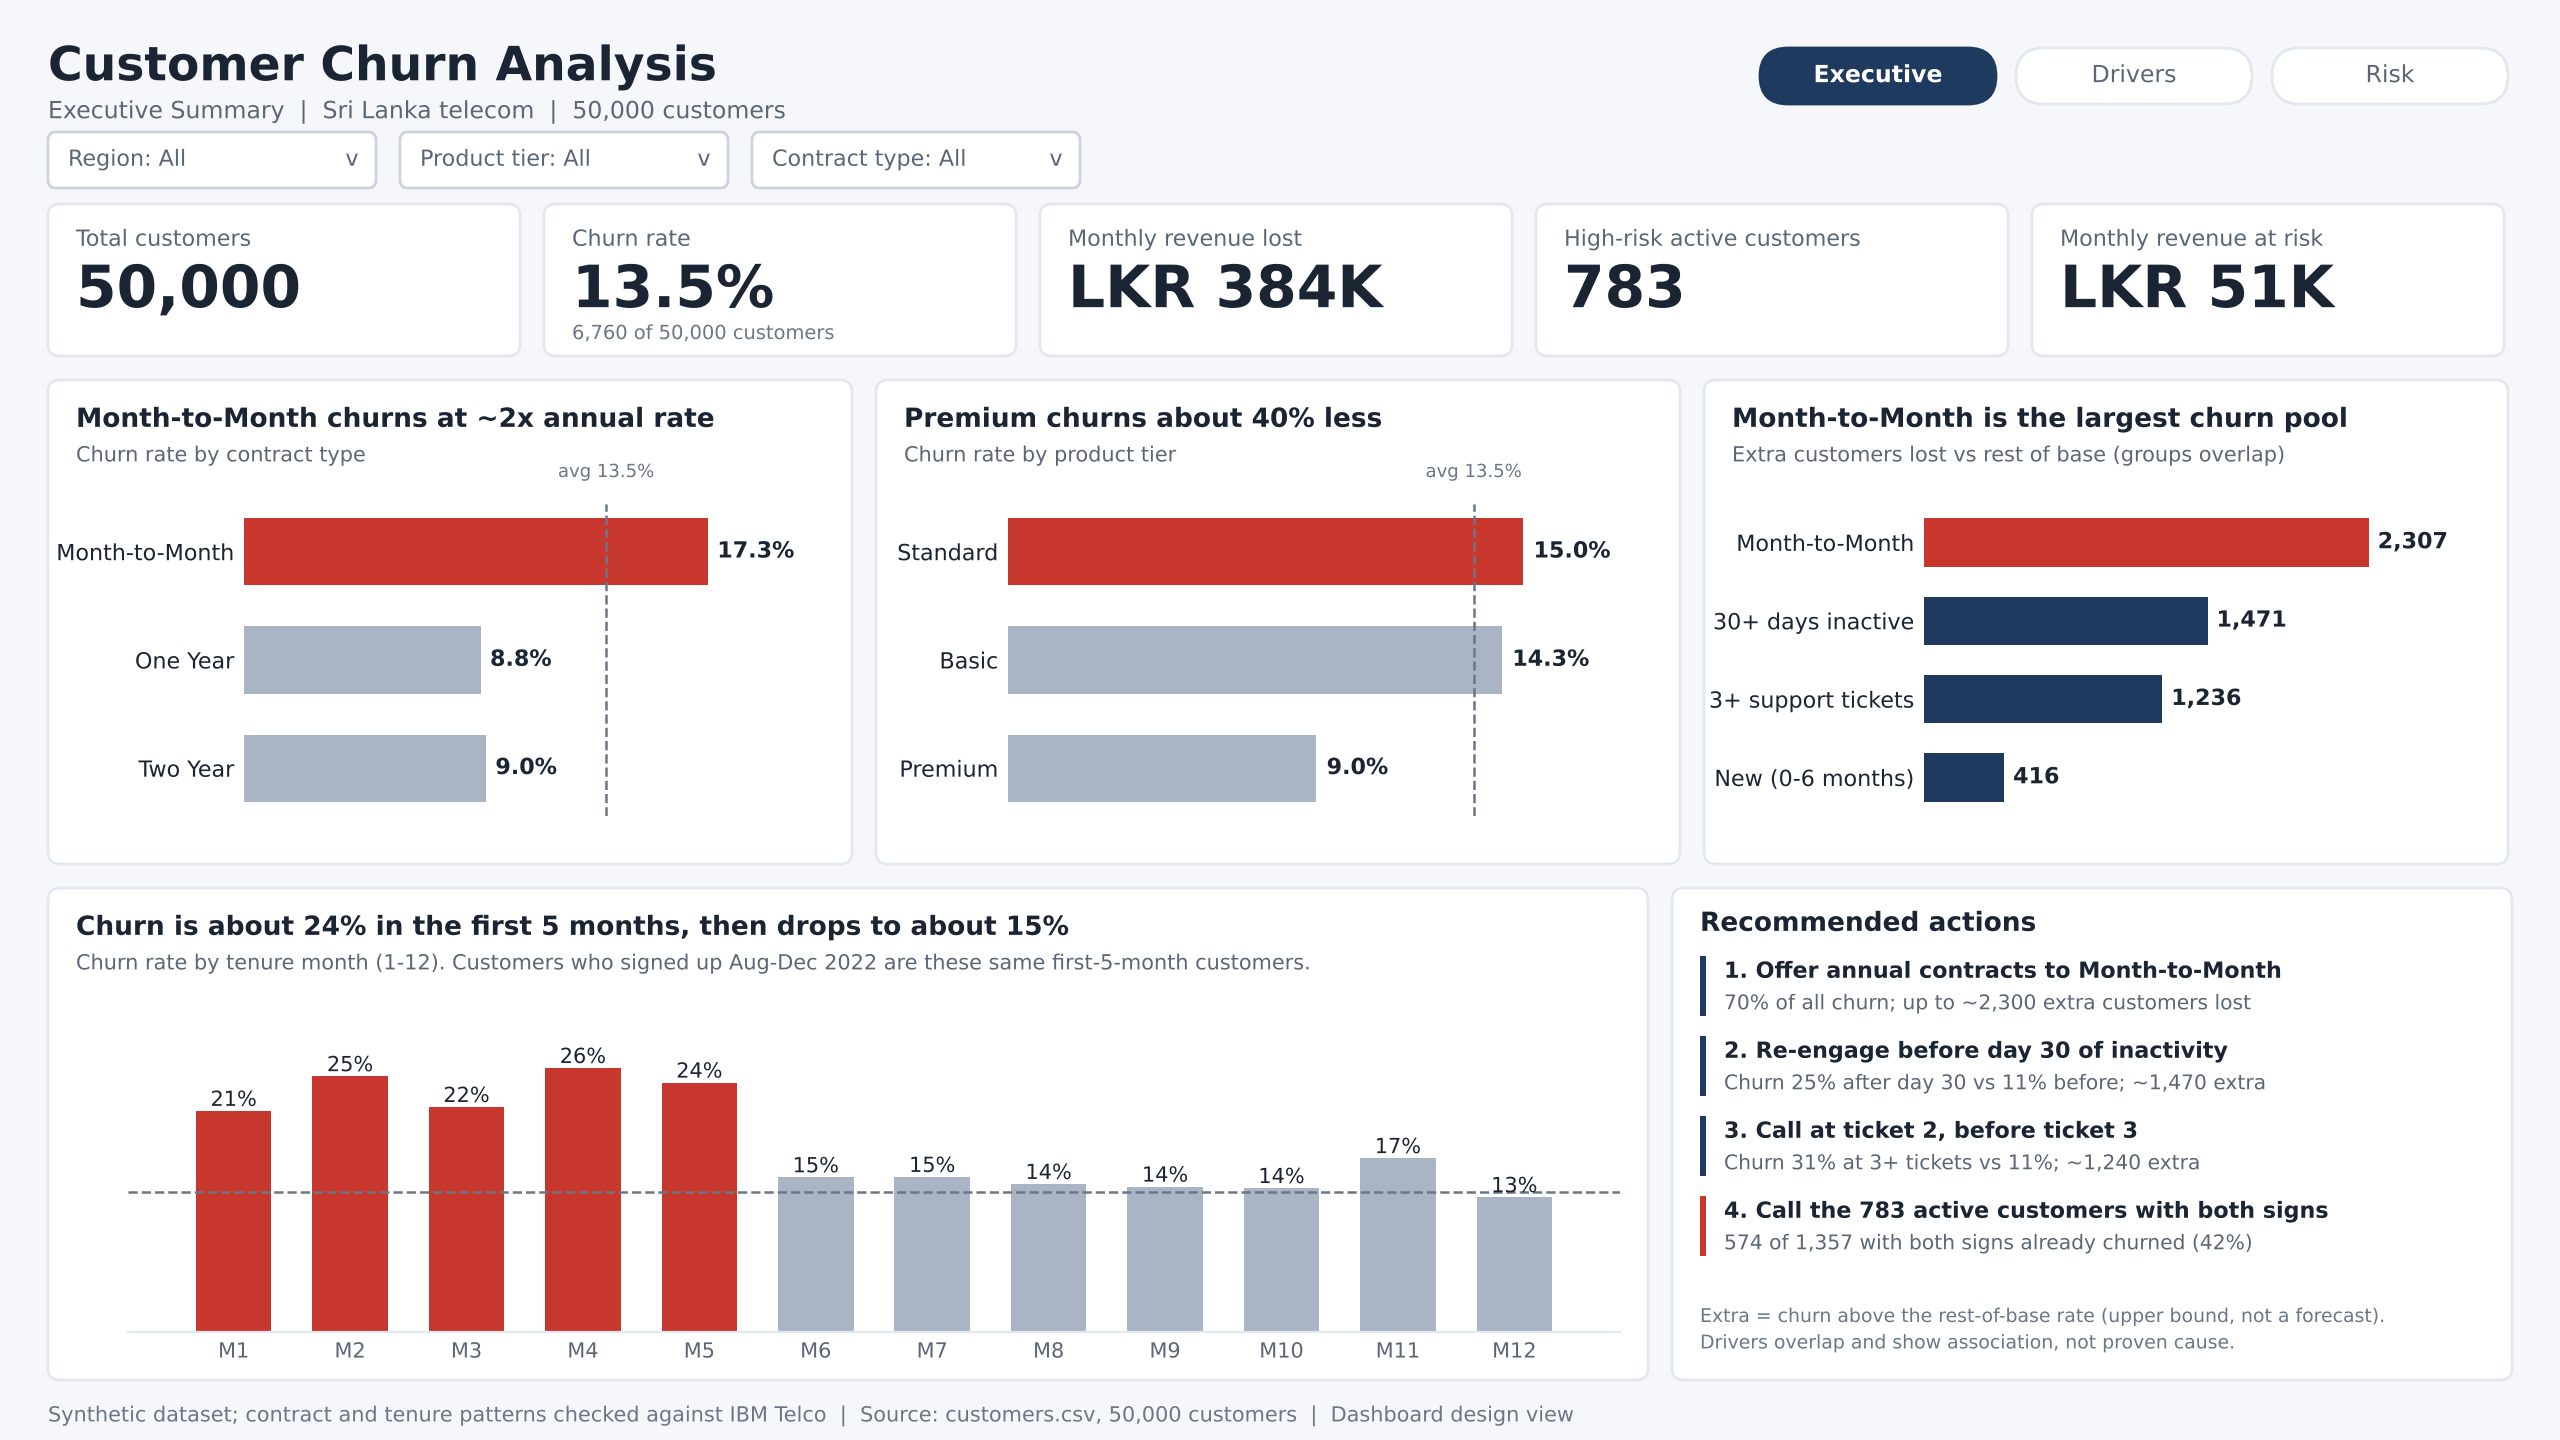 Customer Churn Analysis
Executive Summary | Sri Lanka telecom | 50,000 customers
Executive
Drivers
Risk
Region: All v
Product tier: All v
Contract type: All v
Total customers
50,000
Churn rate
13.5%
6,760 of 50,000 customers
Monthly revenue lost
LKR 384K
High-risk active customers
783
Monthly revenue at risk
LKR 51K
Month-to-Month churns at ~2x annual rate
Churn rate by contract type
avg 13.5%
Month-to-Month 17.3%
One Year 8.8%
Two Year 9.0%
Premium churns about 40% less
Churn rate by product tier
avg 13.5%
Standard 15.0%
Basic 14.3%
Premium 9.0%
Month-to-Month is the largest churn pool
Extra customers lost vs rest of base (groups overlap)
Month-to-Month 2,307
30+ days inactive 1,471
3+ support tickets 1,236
New (0-6 months) 416
Churn is about 24% in the first 5 months, then drops to about 15%
Churn rate by tenure month (1-12). Customers who signed up Aug-Dec 2022 are these same first-5-month customers.
21% 25% 22% 26% 24% 15% 15% 14% 14% 14% 17% 13%
M1 M2 M3 M4 M5 M6 M7 M8 M9 M10 M11 M12
Recommended actions
1. Offer annual contracts to Month-to-Month
70% of all churn; up to ~2,300 extra customers lost
2. Re-engage before day 30 of inactivity
Churn 25% after day 30 vs 11% before; ~1,470 extra
3. Call at ticket 2, before ticket 3
Churn 31% at 3+ tickets vs 11%; ~1,240 extra
4. Call the 783 active customers with both signs
574 of 1,357 with both signs already churned (42%)
Extra = churn above the rest-of-base rate (upper bound, not a forecast).
Drivers overlap and show association, not proven cause.
Synthetic dataset; contract and tenure patterns checked against IBM Telco | Source: customers.csv, 50,000 customers | Dashboard design view